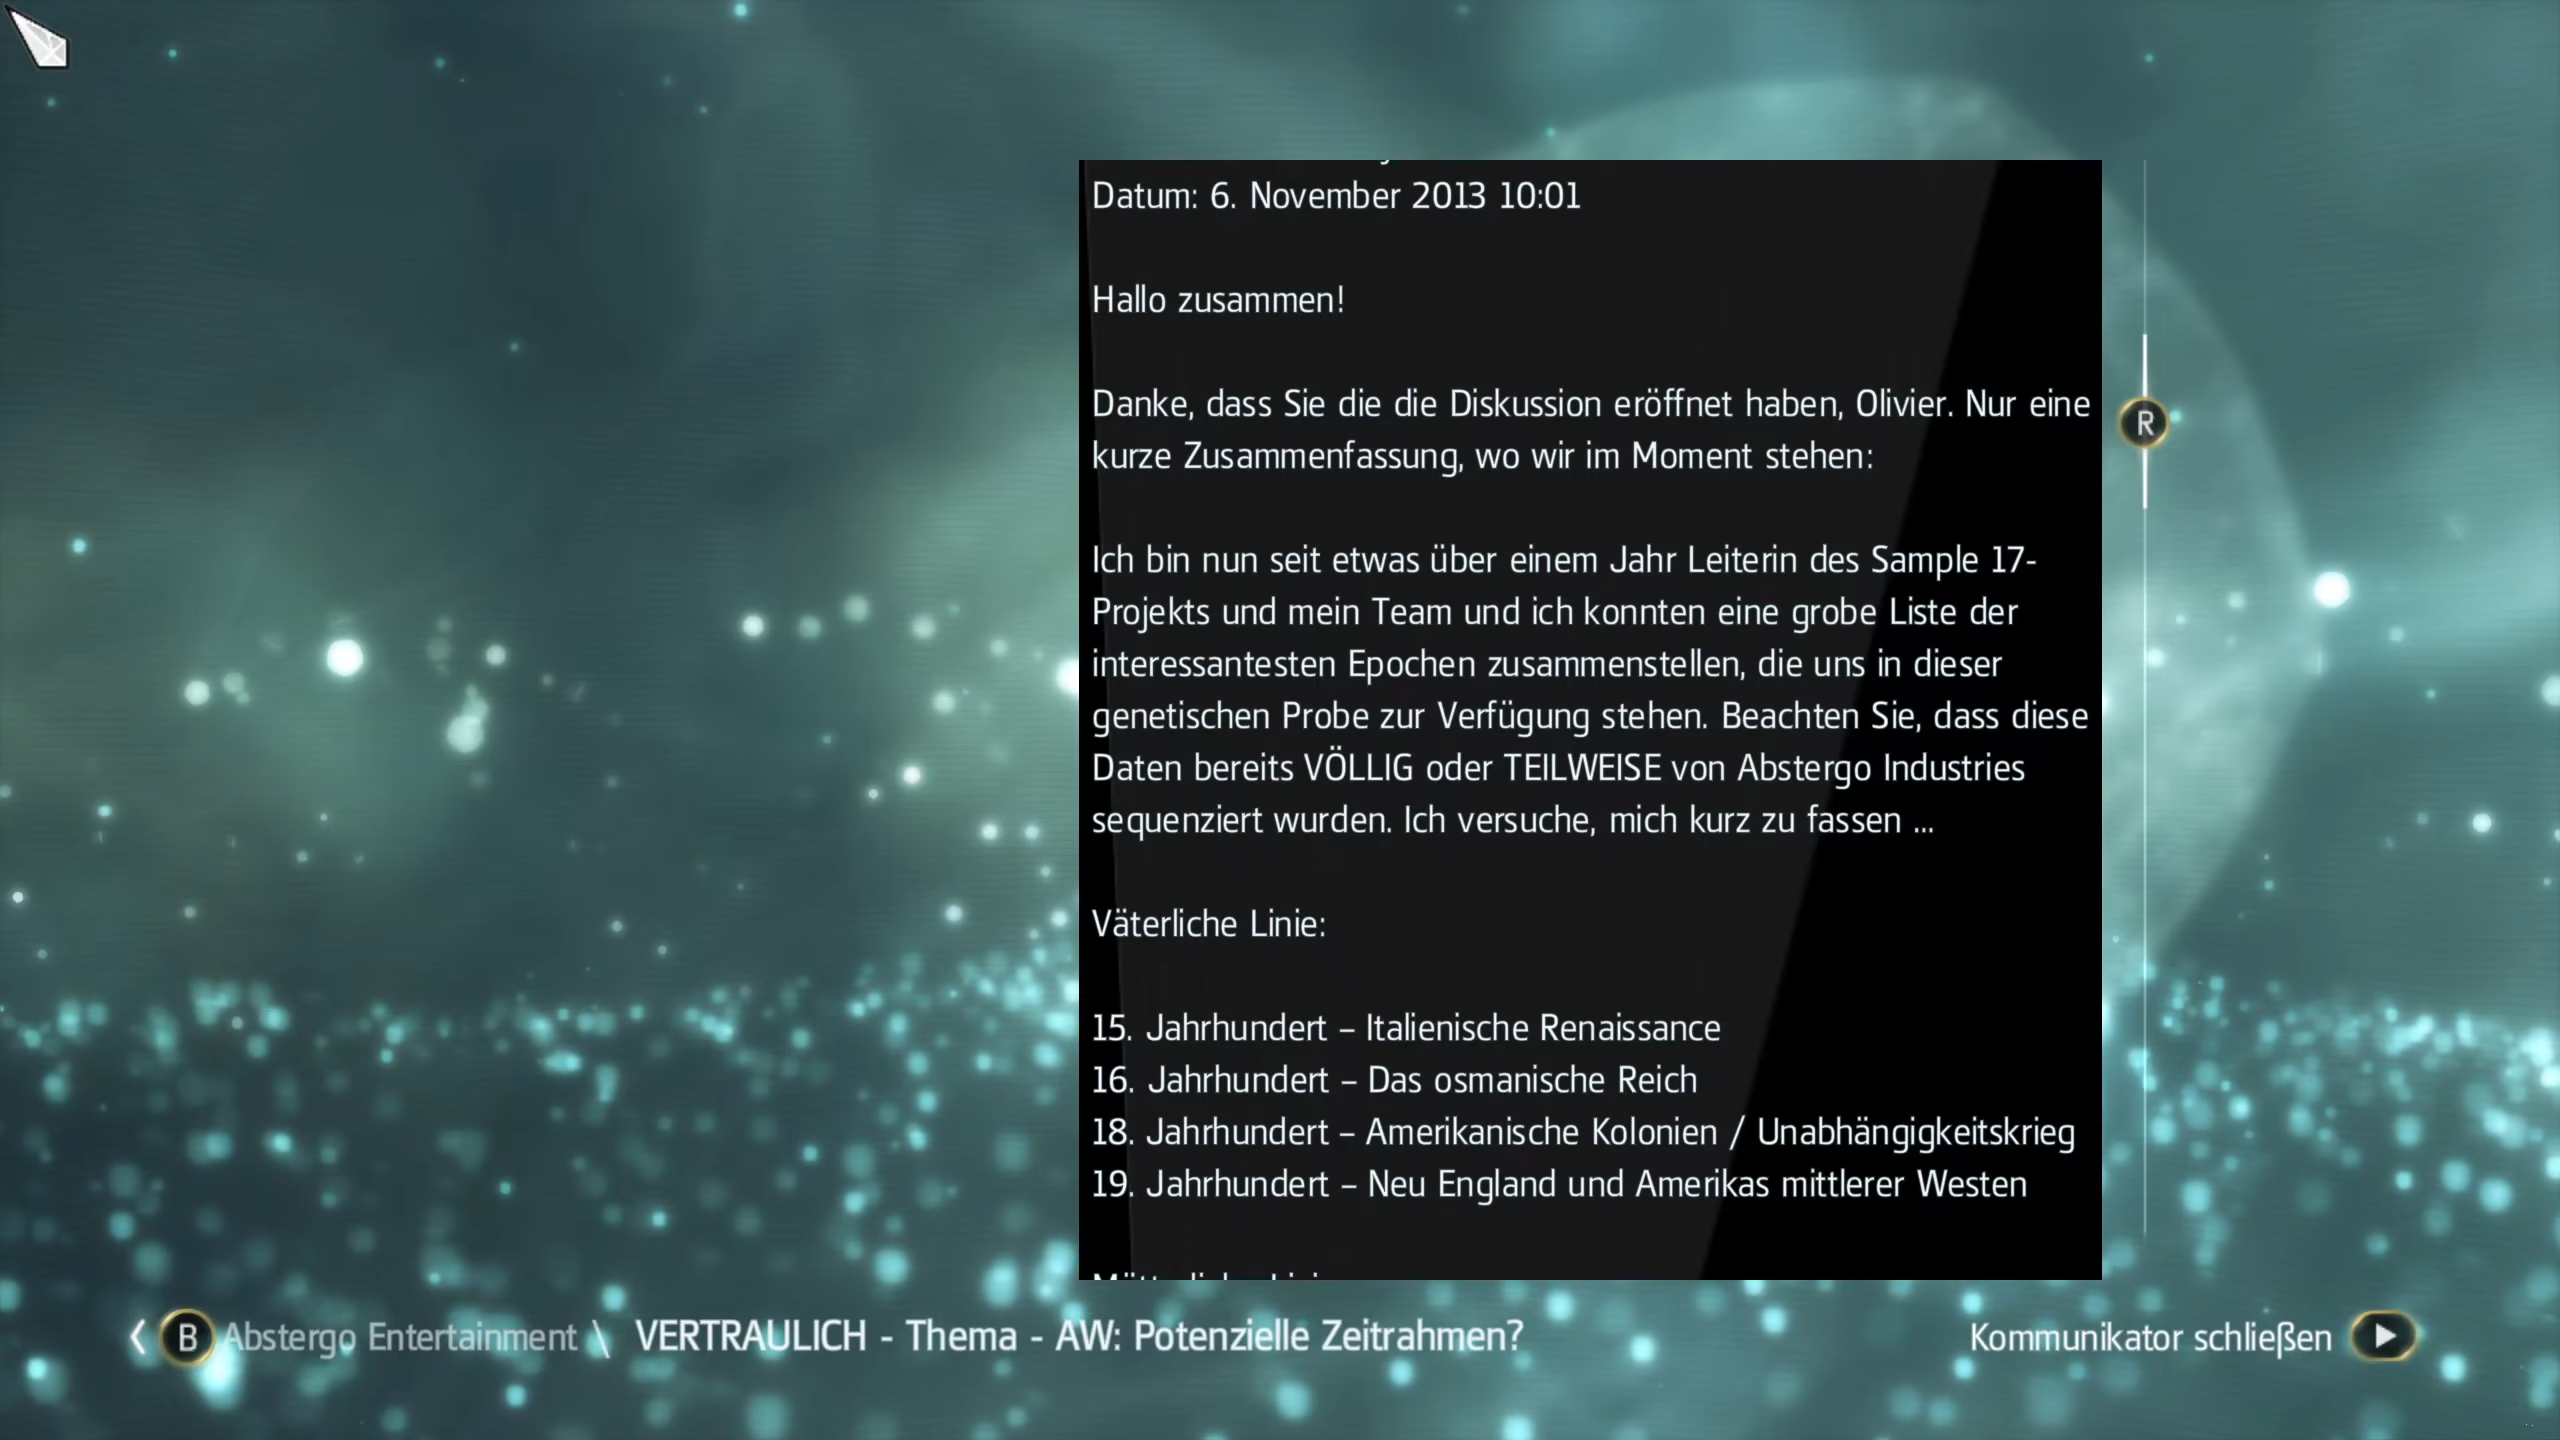 Datum: 6. November 2013 10:01
Hallo zusammen!
Danke, dass Sie die die Diskussion eröffnet haben, Olivier. Nur eine
kurze Zusammenfassung, wo wir im Moment stehen:
Ich bin nun seit etwas über einem Jahr Leiterin des Sample 17-
Projekts und mein Team und ich konnten eine grobe Liste der
interessantesten Epochen zusammenstellen, die uns in dieser
genetischen Probe zur Verfügung stehen. Beachten Sie, dass diese
Daten bereits VÖLLIG oder TEILWEISE von Abstergo Industries
sequenziert wurden. Ich versuche, mich kurz zu fassen ...
Väterliche Linie:
15. Jahrhundert – Italienische Renaissance
16. Jahrhundert – Das osmanische Reich
18. Jahrhundert – Amerikanische Kolonien / Unabhängigkeitskrieg
19. Jahrhundert – Neu England und Amerikas mittlerer Westen
R
B Abstergo Entertainment \ VERTRAULICH - Thema - AW: Potenzielle Zeitrahmen?
Kommunikator schließen